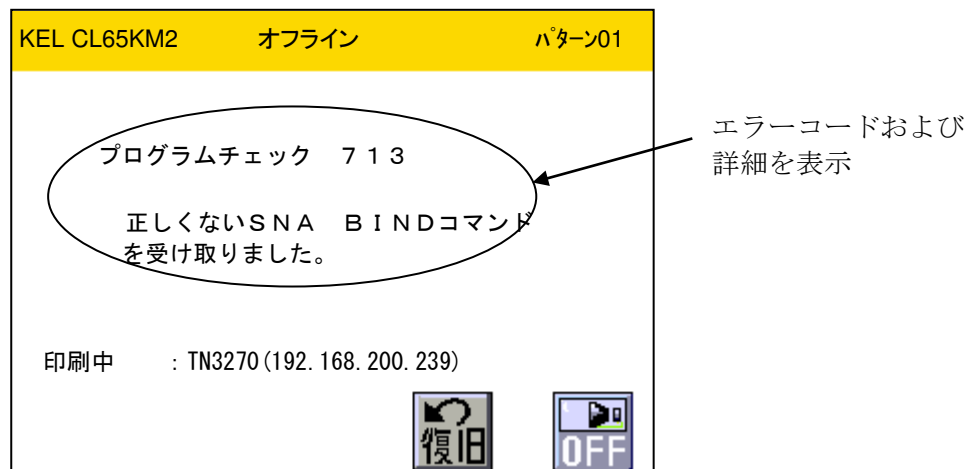 KEL CL65KM2 オフライン ﾊﾟﾀｰﾝ01
エラーコードおよび
詳細を表示
プログラムチェック ７１３
正しくないＳＮＡ ＢＩＮＤコマンド
を受け取りました。
印刷中 : TN3270(192.168.200.239)
復旧
OFF